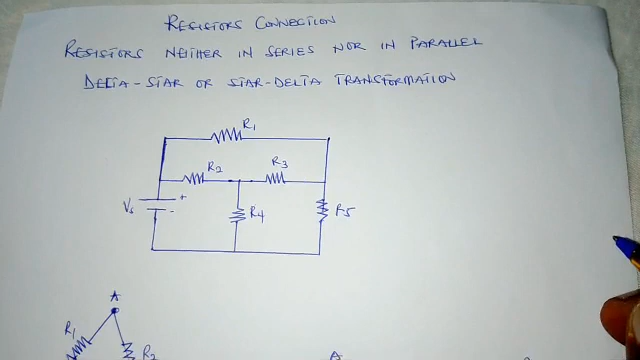 RESISTORS CONNECTION
RESISTORS NEITHER IN SERIES NOR IN PARALLEL
DELTA-STAR OR STAR-DELTA TRANSFORMATION
R1
R2
R3
Vs
+
-
R4
R5
A
R1
R2
A